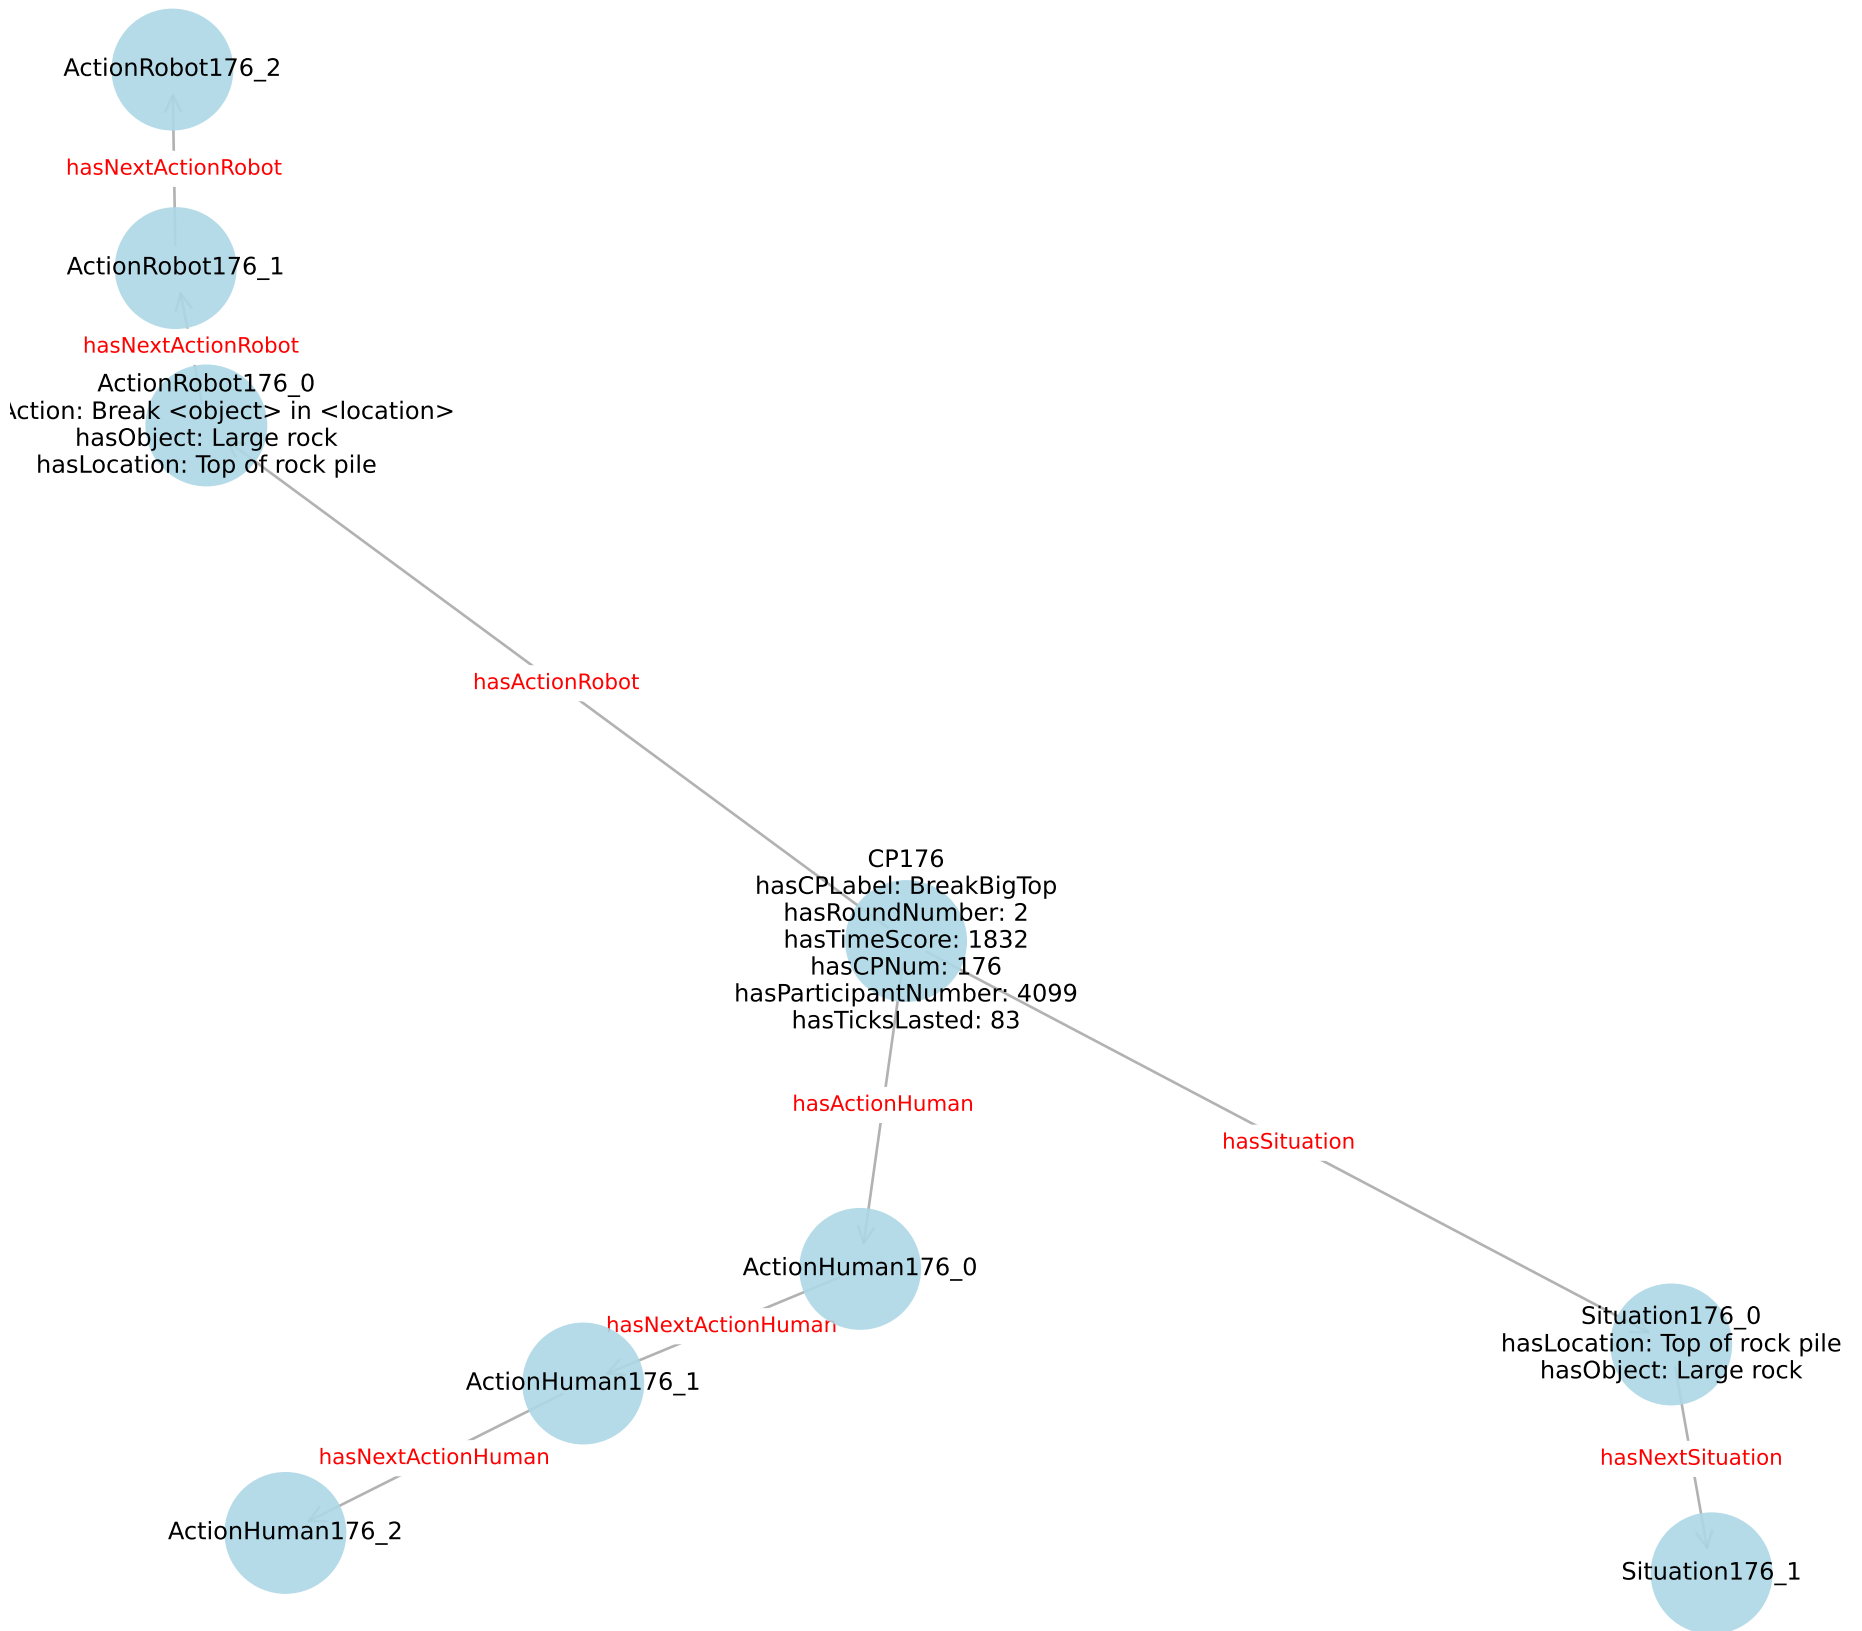 ActionRobot176_2
hasNextActionRobot
ActionRobot176_1
hasNextActionRobot
ActionRobot176_0
Action: Break <object> in <location>
hasObject: Large rock
hasLocation: Top of rock pile
hasActionRobot
CP176
hasCPLabel: BreakBigTop
hasRoundNumber: 2
hasTimeScore: 1832
hasCPNum: 176
hasParticipantNumber: 4099
hasTicksLasted: 83
hasActionHuman
hasSituation
ActionHuman176_0
hasNextActionHuman
ActionHuman176_1
hasNextActionHuman
ActionHuman176_2
Situation176_0
hasLocation: Top of rock pile
hasObject: Large rock
hasNextSituation
Situation176_1